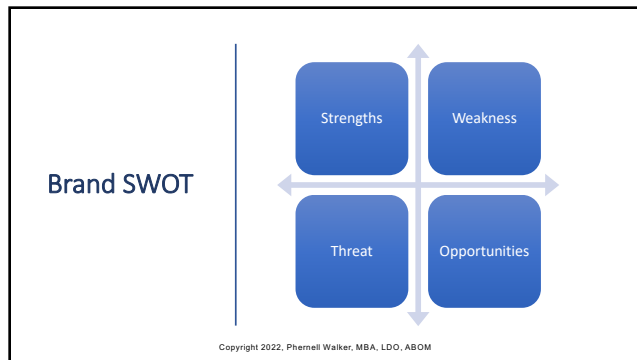 Brand SWOT
Strengths
Weakness
Threat
Opportunities
Copyright 2022, Phernell Walker, MBA, LDO, ABOM